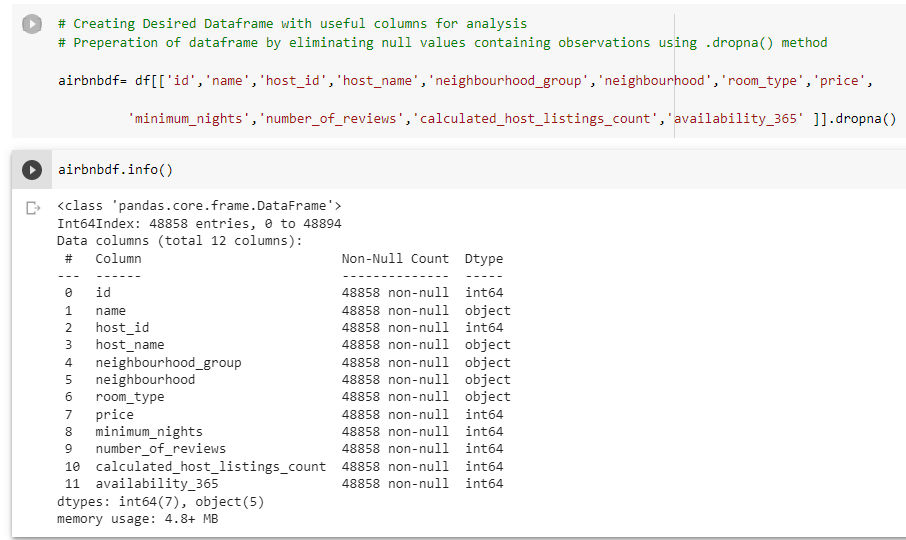 # Creating Desired Dataframe with useful columns for analysis
# Preperation of dataframe by eliminating null values containing observations using .dropna() method
airbnbdf= df[['id','name','host_id','host_name','neighbourhood_group','neighbourhood','room_type','price',
'minimum_nights','number_of_reviews','calculated_host_listings_count','availability_365' ]].dropna()
airbnbdf.info()
<class 'pandas.core.frame.DataFrame'>
Int64Index: 48858 entries, 0 to 48894
Data columns (total 12 columns):
 #   Column                          Non-Null Count  Dtype
---  ------                          --------------  -----
 0   id                              48858 non-null  int64
 1   name                            48858 non-null  object
 2   host_id                         48858 non-null  int64
 3   host_name                       48858 non-null  object
 4   neighbourhood_group             48858 non-null  object
 5   neighbourhood                   48858 non-null  object
 6   room_type                       48858 non-null  object
 7   price                           48858 non-null  int64
 8   minimum_nights                  48858 non-null  int64
 9   number_of_reviews               48858 non-null  int64
 10  calculated_host_listings_count  48858 non-null  int64
 11  availability_365                48858 non-null  int64
dtypes: int64(7), object(5)
memory usage: 4.8+ MB